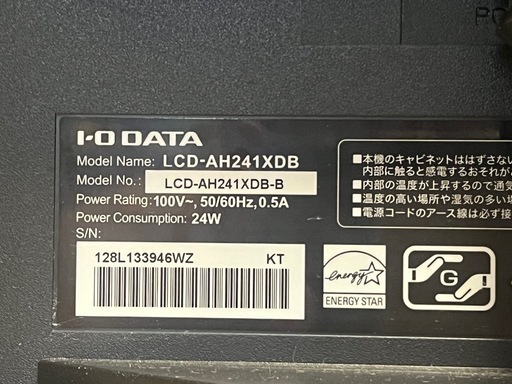 PC
I-O DATA
Model Name: LCD-AH241XDB
Model No.: LCD-AH241XDB-B
Power Rating: 100V~, 50/60Hz, 0.5A
Power Consumption: 24W
S/N:
128L133946WZ KT
energy
ENERGY STAR
G
■本機のキャビネットははずさない
内部に触ると感電するおそれが
■内部の温度が上昇するので通気
■温度の高い場所や湿気の多い場
■電源コードのアース線は必ず接